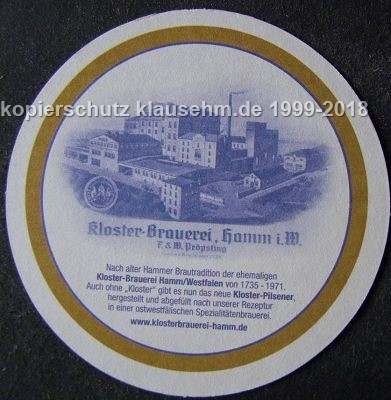 kopierschutz klausehm.de 1999-2018
Kloster-Brauerei, Hamm i.W.
F. & W. Pröpsting
Nach alter Hammer Brautradition der ehemaligen
Kloster-Brauerei Hamm/Westfalen von 1735 - 1971.
Auch ohne „Kloster“ gibt es nun das neue Kloster-Pilsener,
hergestellt und abgefüllt nach unserer Rezeptur
in einer ostwestfälischen Spezialitätenbrauerei.
www.klosterbrauerei-hamm.de